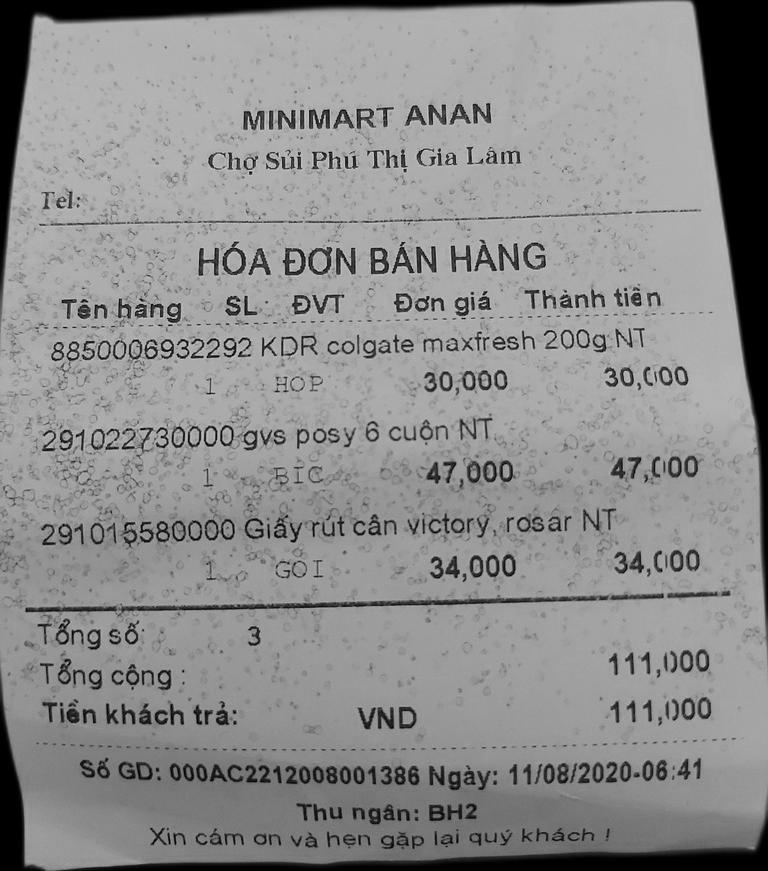 MINIMART ANAN
Chợ Sủi Phú Thị Gia Lâm
Tel:
HÓA ĐƠN BÁN HÀNG
Tên hàng SL ĐVT Đơn giá Thành tiền
8850006932292 KDR colgate maxfresh 200g NT
1 HOP 30,000 30,000
291022730000 gvs posy 6 cuộn NT
1 BIC 47,000 47,000
291015580000 Giấy rút cân victory, rosar NT
1 GOI 34,000 34,000
Tổng số: 3
Tổng cộng : 111,000
Tiền khách trả: VND 111,000
Số GD: 000AC2212008001386 Ngày: 11/08/2020-06:41
Thu ngân: BH2
Xin cám ơn và hẹn gặp lại quý khách !